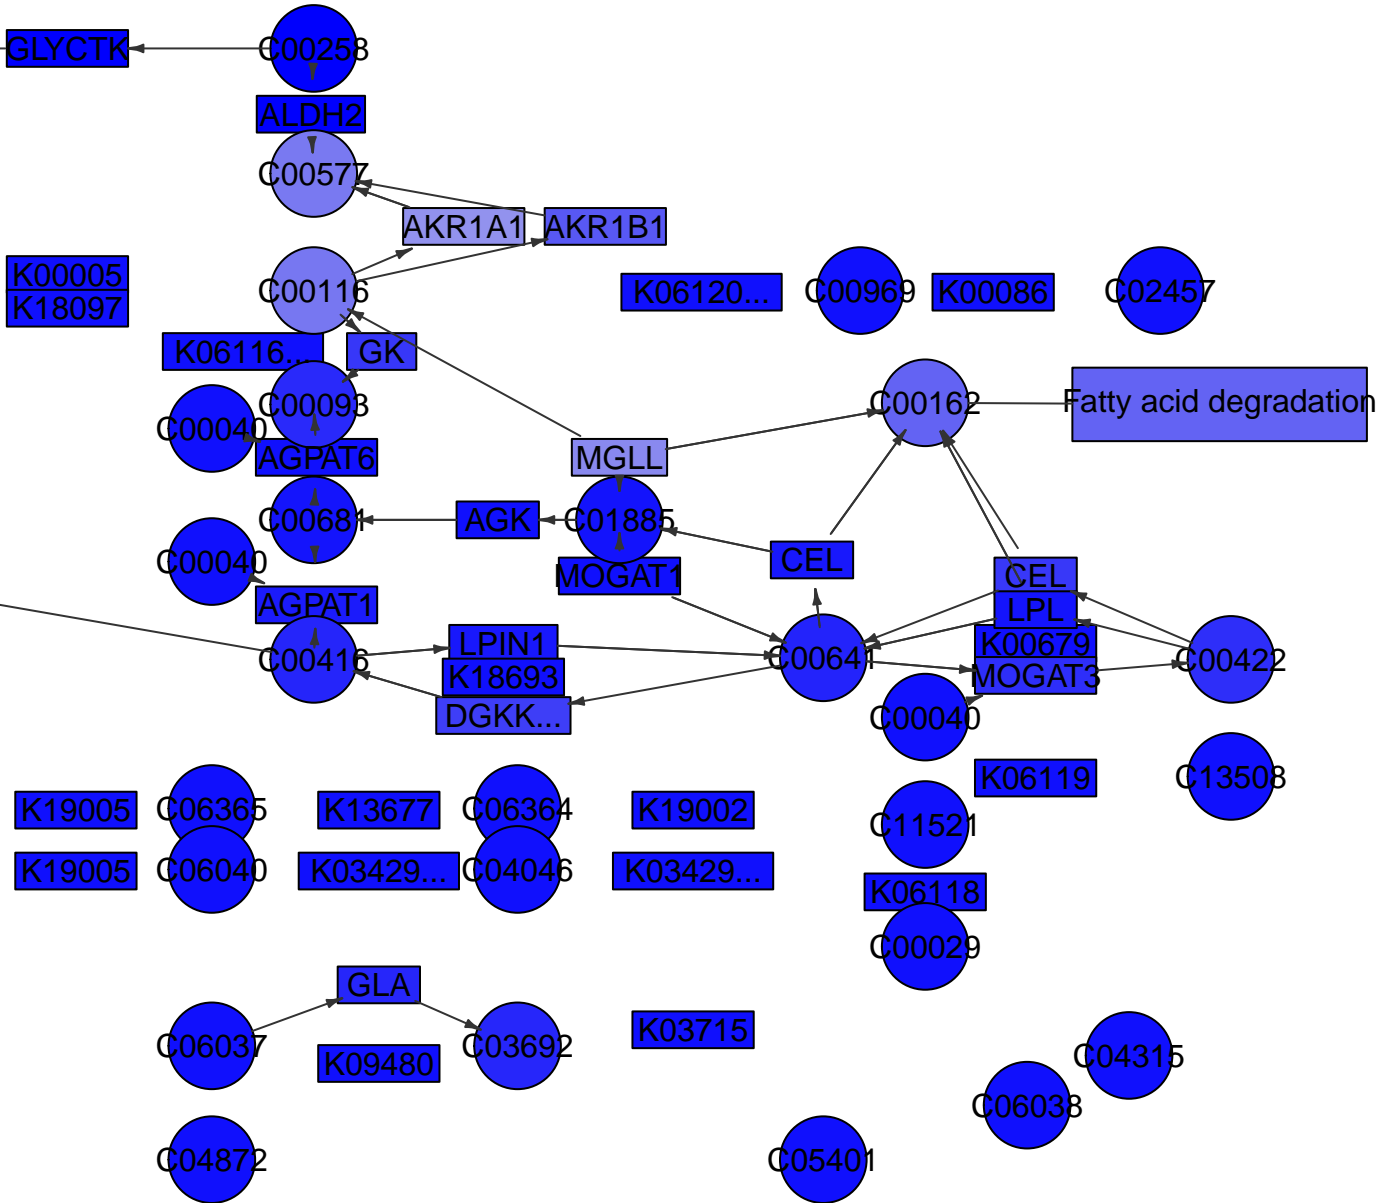 GLYCTK
C00258
ALDH2
C00577
AKR1A1
AKR1B1
K00005
K18097
C00116
K06120...
C00969
K00086
C02457
K06116...
GK
C00093
C00040
C00162
Fatty acid degradation
AGPAT6
MGLL
C00681
AGK
C01885
C00040
MOGAT1
CEL
CEL
AGPAT1
LPL
C00416
LPIN1
K18693
DGKK...
C00641
K00679
MOGAT3
C00422
C00040
K06119
C13508
K19005
C06365
K13677
C06364
K19002
C11521
K19005
C06040
K03429...
C04046
K03429...
K06118
C00029
GLA
C06037
K09480
C03692
K03715
C04315
C06038
C04872
C05401